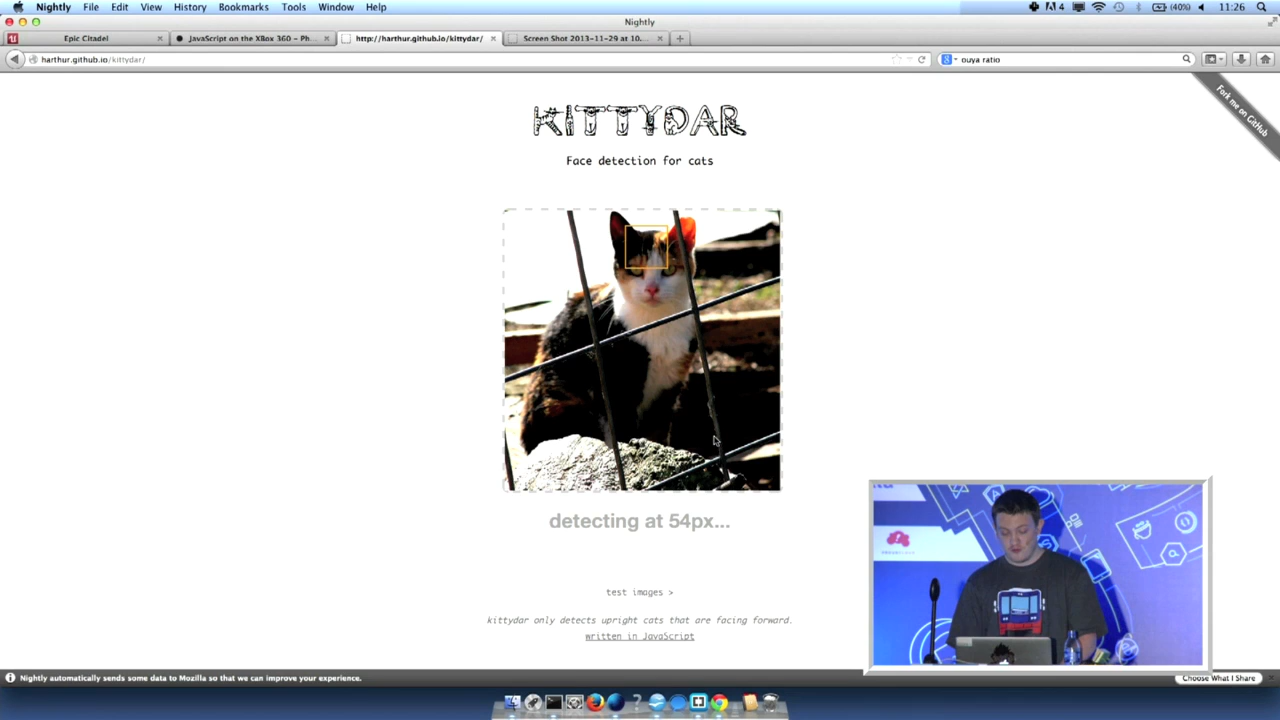 Nightly File Edit View History Bookmarks Tools Window Help 4 (40%) 11:26
Nightly
Epic Citadel JavaScript on the XBox 360 – Ph... http://harthur.github.io/kittydar/ Screen Shot 2013-11-29 at 10....
harthur.github.io/kittydar/ ouya ratio
Fork me on GitHub
KITTYDAR
Face detection for cats
detecting at 54px...
test images >
kittydar only detects upright cats that are facing forward.
written in JavaScript
Nightly automatically sends some data to Mozilla so that we can improve your experience. Choose What I Share